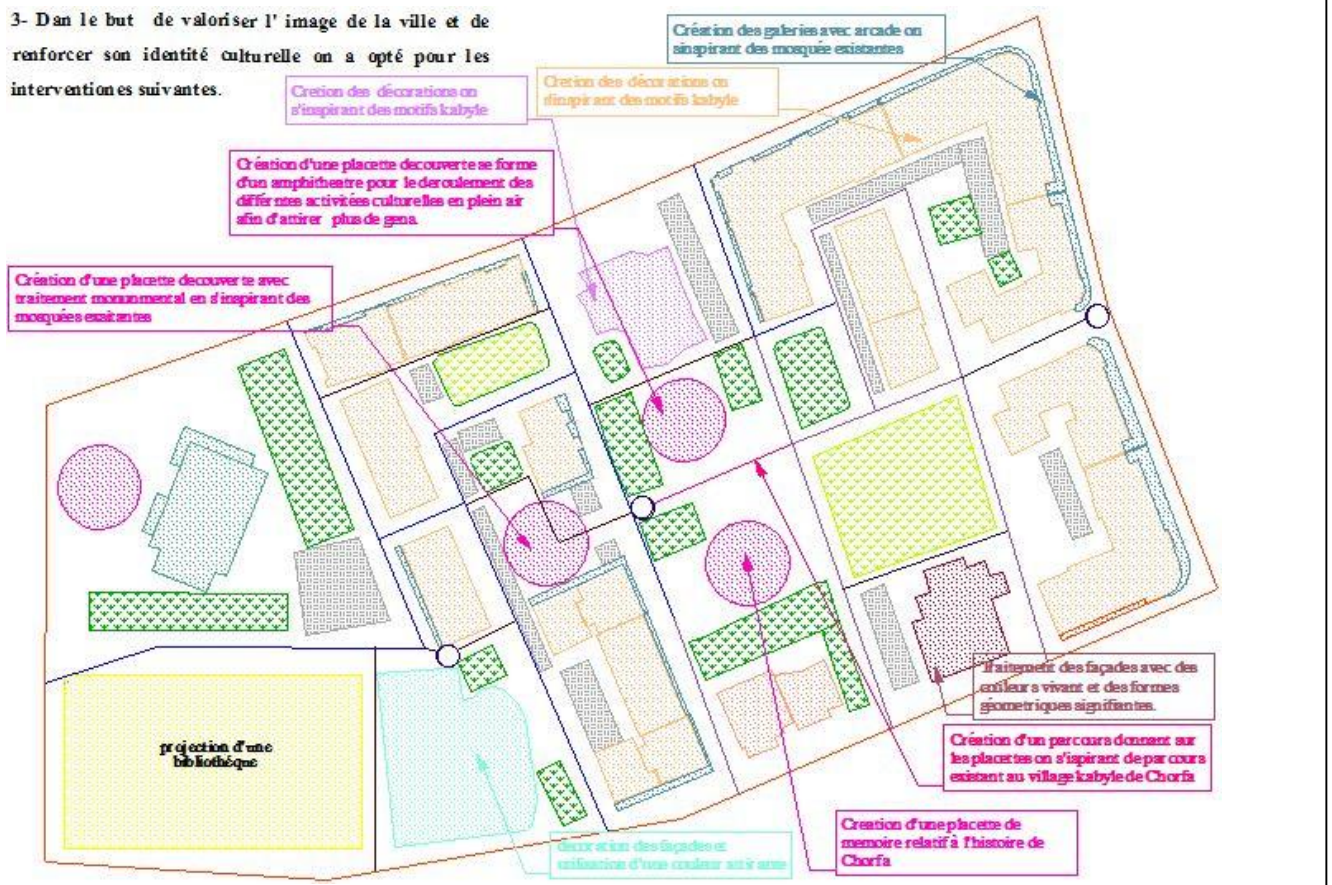 3- Dan le but de valoriser l' image de la ville et de
renforcer son identité culturelle on a opté pour les
interventiones suivantes.
Création des galeries avec arcade on
sinspirant des mosquée existantes
Cretion des décorations on
s'inspirant des motifs kabyle
Cretion des décorations on
s'inspirant des motifs kabyle
Création d'une placette decouverte se forme
d'un amphitheatre pour le deroulement des
différntes activitées culturelles en plein air
afin d'attirer plus de gens.
Création d'une placette decouverte avec
traitement monunmental en s'inspirant des
mosquées exsitantes
projection d'une
bibliothéque
Traitement des façades avec des
couleurs vivant et des formes
géometriques signifiantes.
Création d'un parcours donnant sur
les placettes on s'ispirant de parcours
existant au village kabyle de Chorfa
Creation d'une placette de
memoire relatif à l'histoire de
Chorfa
decoration des façades et
utilisation d'une couleur attirante